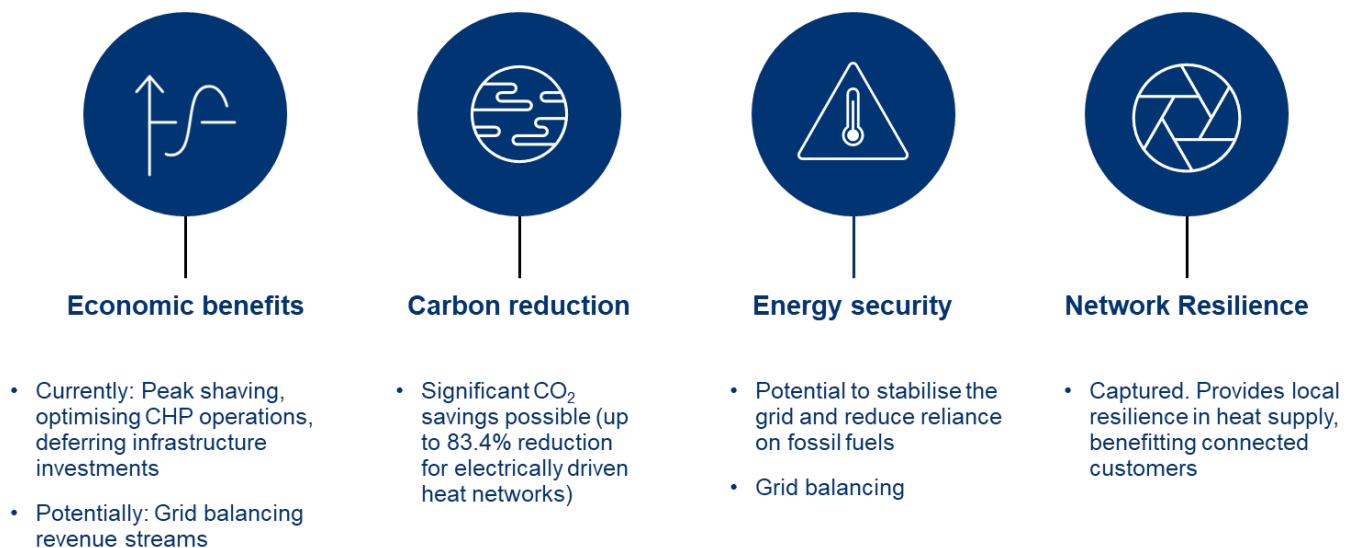 Economic benefits
• Currently: Peak shaving,
optimising CHP operations,
deferring infrastructure
investments
• Potentially: Grid balancing
revenue streams
Carbon reduction
• Significant CO₂
savings possible (up
to 83.4% reduction
for electrically driven
heat networks)
Energy security
• Potential to stabilise the
grid and reduce reliance
on fossil fuels
• Grid balancing
Network Resilience
• Captured. Provides local
resilience in heat supply,
benefitting connected
customers